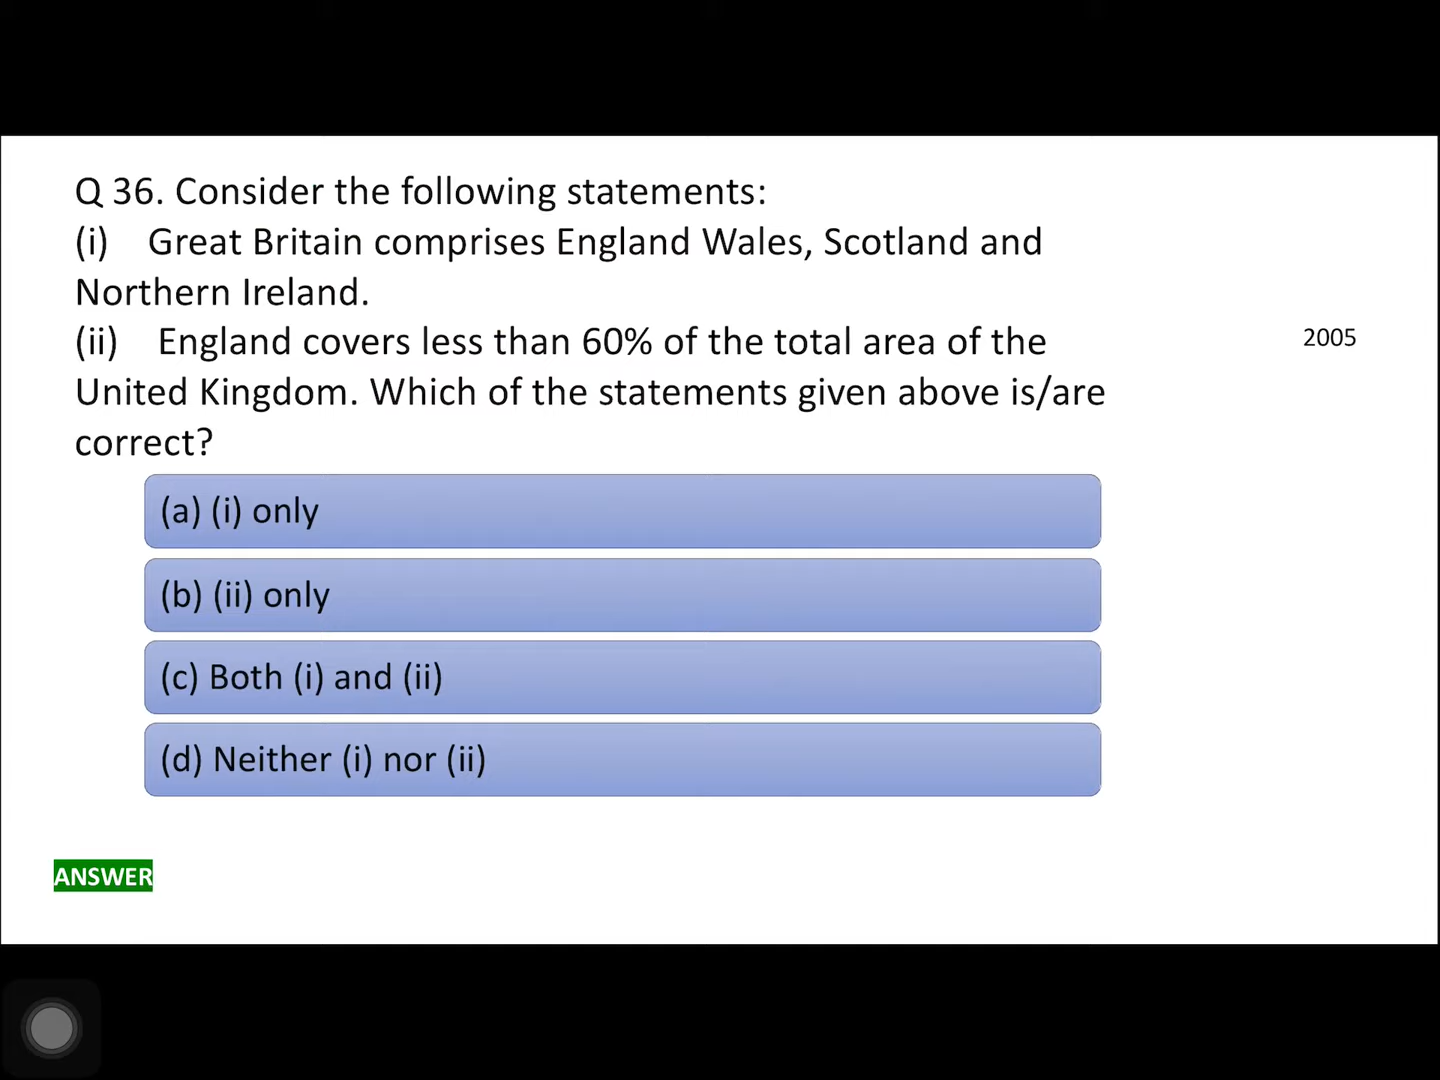 Q 36. Consider the following statements:
(i) Great Britain comprises England Wales, Scotland and
Northern Ireland.
(ii) England covers less than 60% of the total area of the
United Kingdom. Which of the statements given above is/are
correct?
2005
(a) (i) only
(b) (ii) only
(c) Both (i) and (ii)
(d) Neither (i) nor (ii)
ANSWER